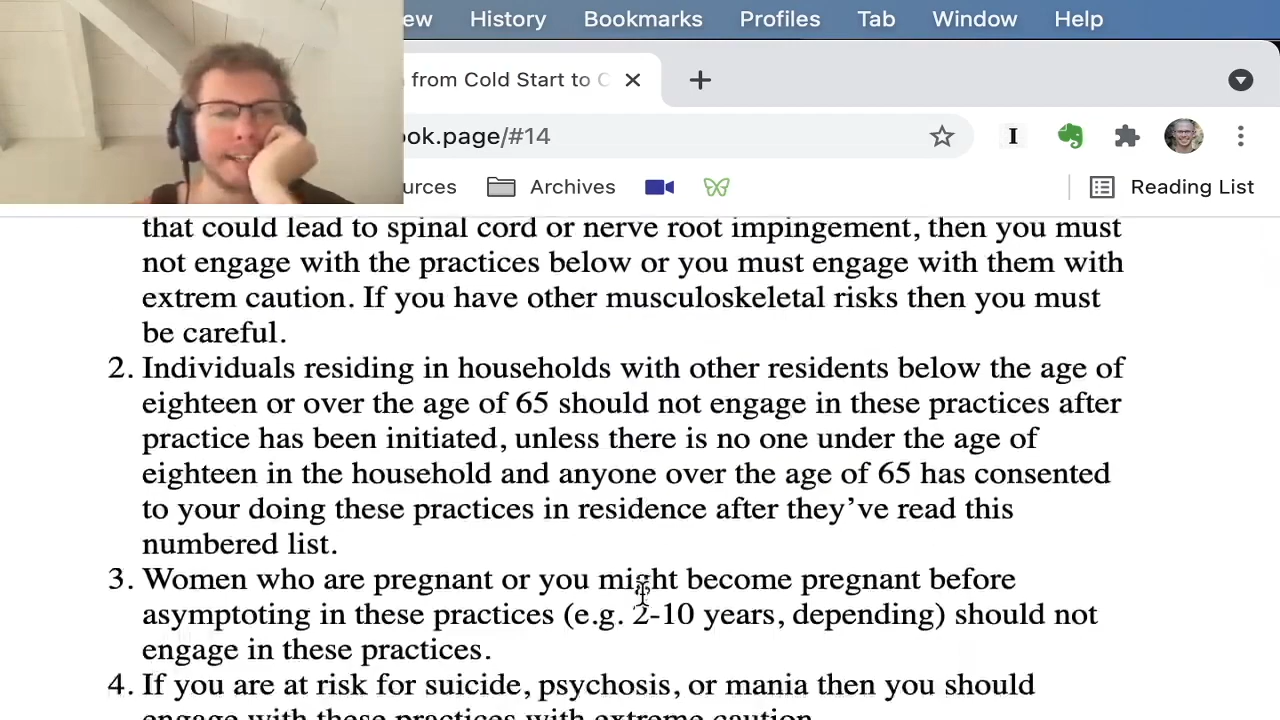 ew History Bookmarks Profiles Tab Window Help
from Cold Start to C
ook.page/#14
urces Archives Reading List
that could lead to spinal cord or nerve root impingement, then you must
not engage with the practices below or you must engage with them with
extrem caution. If you have other musculoskeletal risks then you must
be careful.
2. Individuals residing in households with other residents below the age of
eighteen or over the age of 65 should not engage in these practices after
practice has been initiated, unless there is no one under the age of
eighteen in the household and anyone over the age of 65 has consented
to your doing these practices in residence after they’ve read this
numbered list.
3. Women who are pregnant or you might become pregnant before
asymptoting in these practices (e.g. 2-10 years, depending) should not
engage in these practices.
4. If you are at risk for suicide, psychosis, or mania then you should
engage with these practices with extreme caution